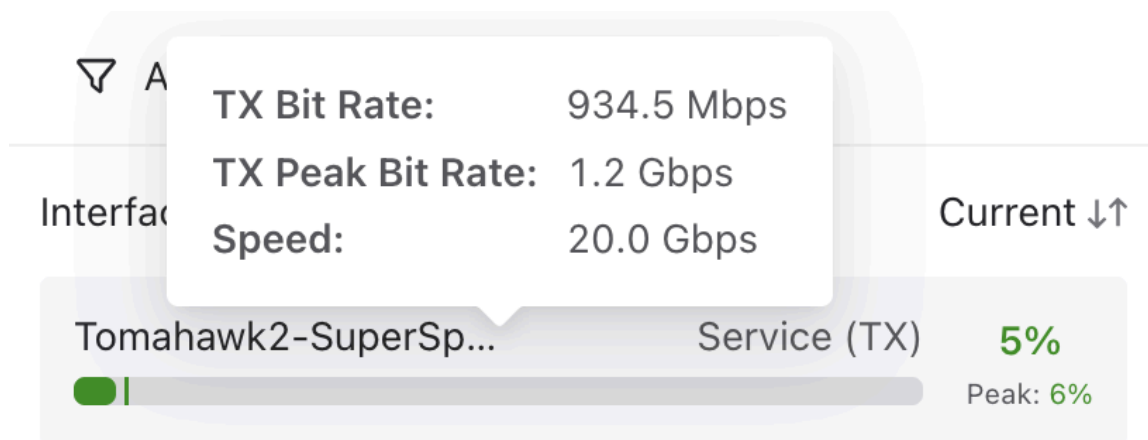 A
TX Bit Rate: 934.5 Mbps
TX Peak Bit Rate: 1.2 Gbps
Speed: 20.0 Gbps
Interfac
Current ↓↑
Tomahawk2-SuperSp... Service (TX) 5%
Peak: 6%